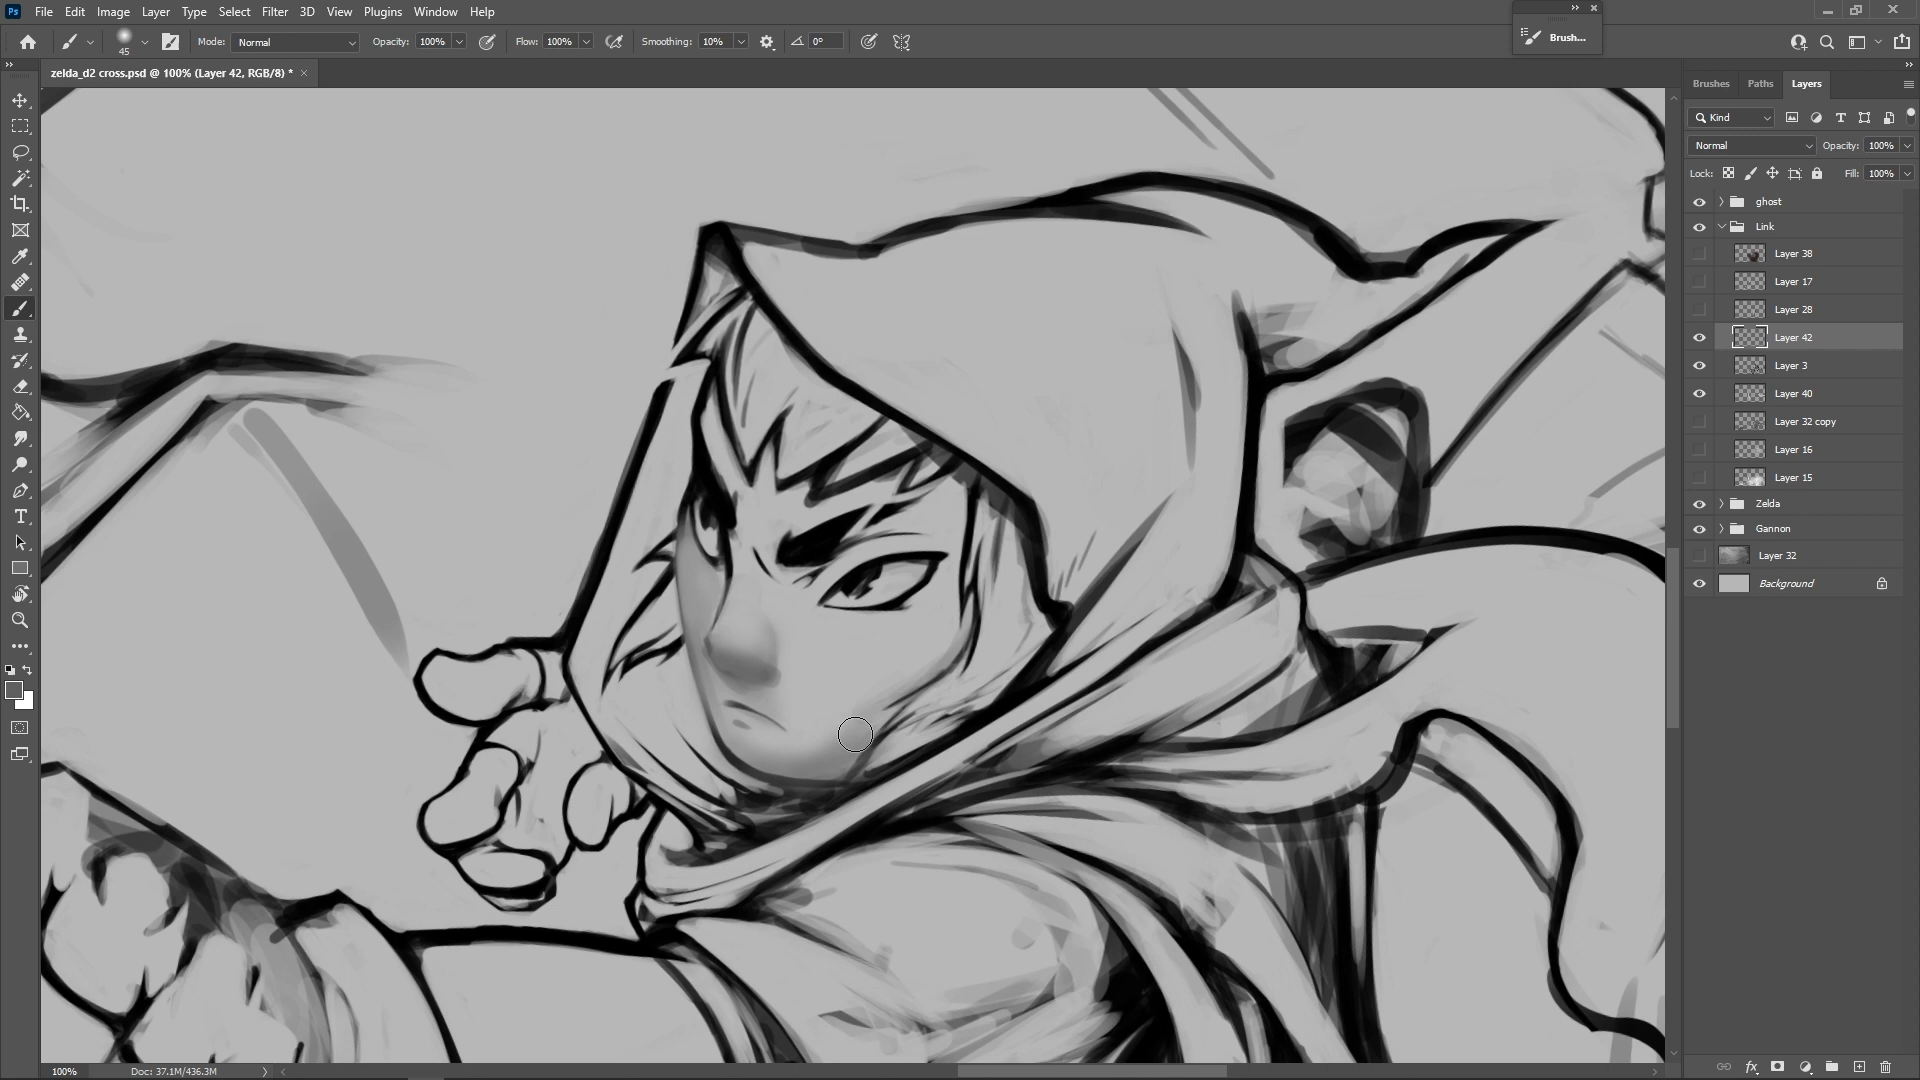 Ps File Edit Image Layer Type Select Filter 3D View Plugins Window Help
45 Mode: Normal Opacity: 100% Flow: 100% Smoothing: 10% 0° Brush...
zelda_d2 cross.psd @ 100% (Layer 42, RGB/8) * ×
Brushes Paths Layers
Kind
Normal Opacity: 100%
Lock: Fill: 100%
ghost
Link
Layer 38
Layer 17
Layer 28
Layer 42
Layer 3
Layer 40
Layer 32 copy
Layer 16
Layer 15
Zelda
Gannon
Layer 32
Background
100% Doc: 37.1M/436.3M